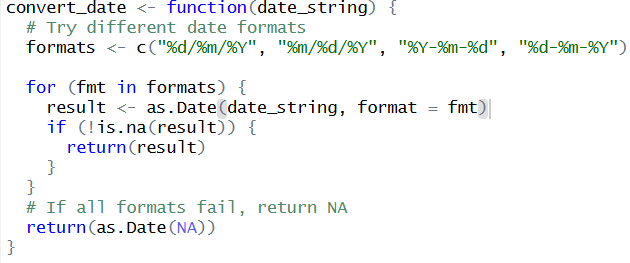 convert_date <- function(date_string) {
  # Try different date formats
  formats <- c("%d/%m/%Y", "%m/%d/%Y", "%Y-%m-%d", "%d-%m-%Y")

  for (fmt in formats) {
    result <- as.Date(date_string, format = fmt)
    if (!is.na(result)) {
      return(result)
    }
  }
  # If all formats fail, return NA
  return(as.Date(NA))
}